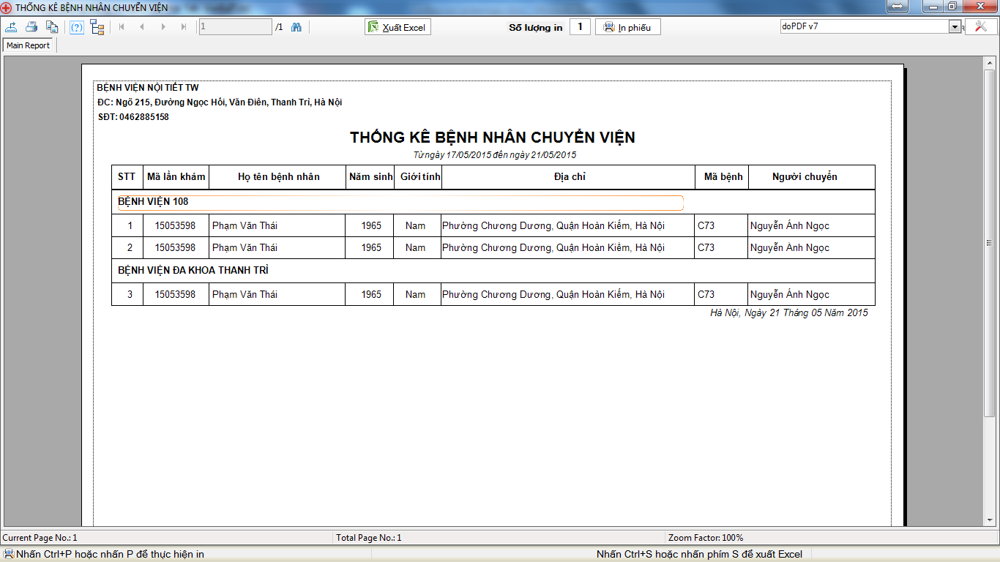 THỐNG KÊ BỆNH NHÂN CHUYỂN VIỆN
1 /1 Xuất Excel Số lượng in 1 In phiếu doPDF v7
Main Report
BỆNH VIỆN NỘI TIẾT TW
ĐC: Ngõ 215, Đường Ngọc Hồi, Văn Điển, Thanh Trì, Hà Nội
SĐT: 0462885158
THỐNG KÊ BỆNH NHÂN CHUYỂN VIỆN
Từ ngày 17/05/2015 đến ngày 21/05/2015
STT Mã lần khám Họ tên bệnh nhân Năm sinh Giới tính Địa chỉ Mã bệnh Người chuyển
BỆNH VIỆN 108
1 15053598 Phạm Văn Thái 1965 Nam Phường Chương Dương, Quận Hoàn Kiếm, Hà Nội C73 Nguyễn Ánh Ngọc
2 15053598 Phạm Văn Thái 1965 Nam Phường Chương Dương, Quận Hoàn Kiếm, Hà Nội C73 Nguyễn Ánh Ngọc
BỆNH VIỆN ĐA KHOA THANH TRÌ
3 15053598 Phạm Văn Thái 1965 Nam Phường Chương Dương, Quận Hoàn Kiếm, Hà Nội C73 Nguyễn Ánh Ngọc
Hà Nội, Ngày 21 Tháng 05 Năm 2015
Current Page No.: 1 Total Page No.: 1 Zoom Factor: 100%
Nhấn Ctrl+P hoặc nhấn P để thực hiện in Nhấn Ctrl+S hoặc nhấn phím S để xuất Excel